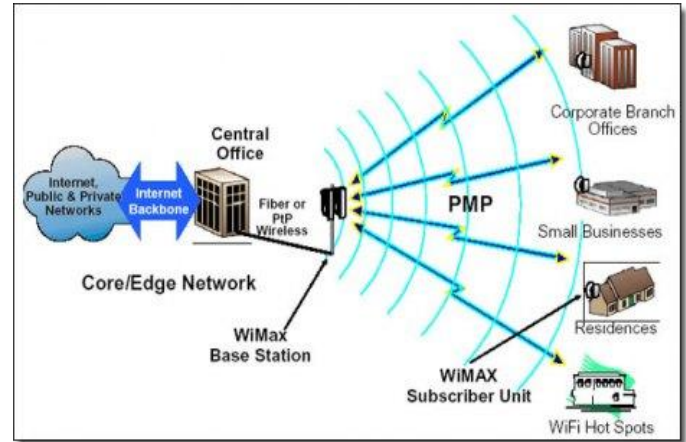 Internet,
Public & Private
Networks
Internet
Backbone
Central
Office
Fiber or
PtP
Wireless
Core/Edge Network
WiMax
Base Station
PMP
WiMAX
Subscriber Unit
Corporate Branch
Offices
Small Businesses
Residences
WiFi Hot Spots